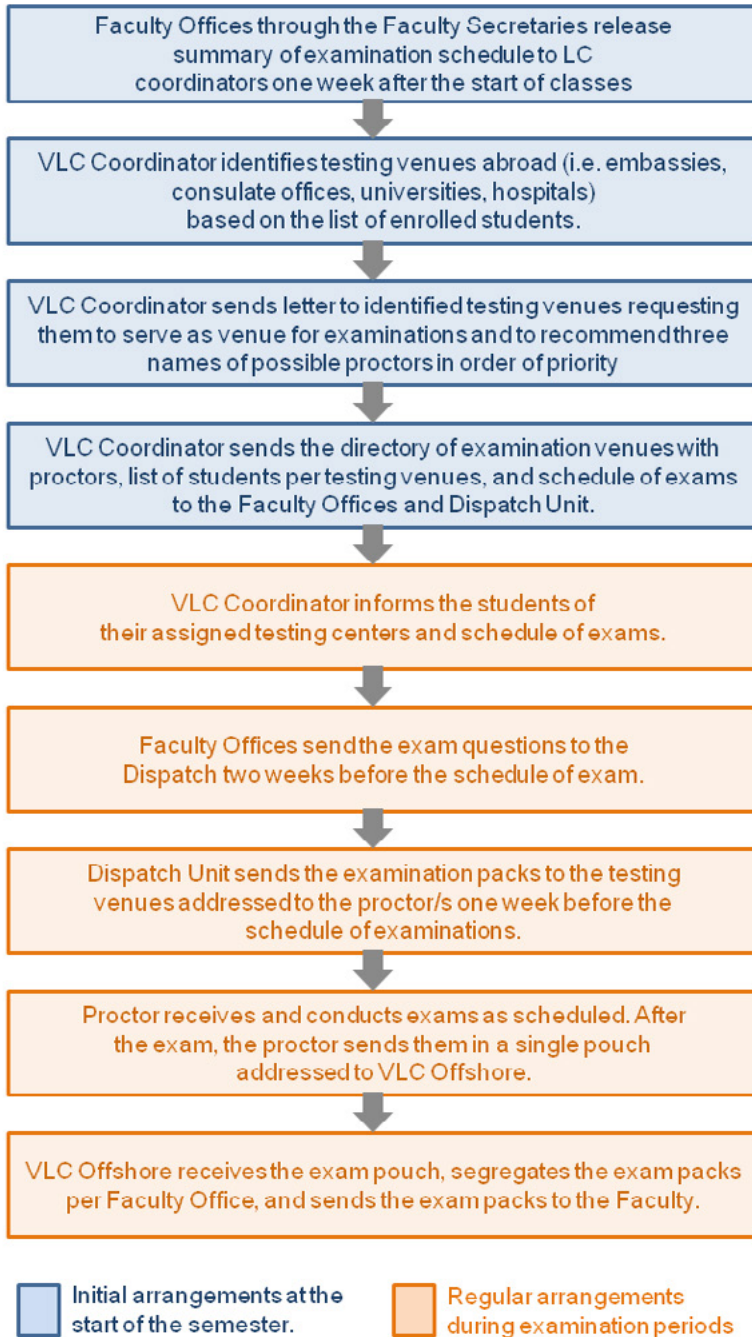 Faculty Offices through the Faculty Secretaries release
summary of examination schedule to LC
coordinators one week after the start of classes
VLC Coordinator identifies testing venues abroad (i.e. embassies,
consulate offices, universities, hospitals)
based on the list of enrolled students.
VLC Coordinator sends letter to identified testing venues requesting
them to serve as venue for examinations and to recommend three
names of possible proctors in order of priority
VLC Coordinator sends the directory of examination venues with
proctors, list of students per testing venues, and schedule of exams
to the Faculty Offices and Dispatch Unit.
VLC Coordinator informs the students of
their assigned testing centers and schedule of exams.
Faculty Offices send the exam questions to the
Dispatch two weeks before the schedule of exam.
Dispatch Unit sends the examination packs to the testing
venues addressed to the proctor/s one week before the
schedule of examinations.
Proctor receives and conducts exams as scheduled. After
the exam, the proctor sends them in a single pouch
addressed to VLC Offshore.
VLC Offshore receives the exam pouch, segregates the exam packs
per Faculty Office, and sends the exam packs to the Faculty.
Initial arrangements at the
start of the semester.
Regular arrangements
during examination periods